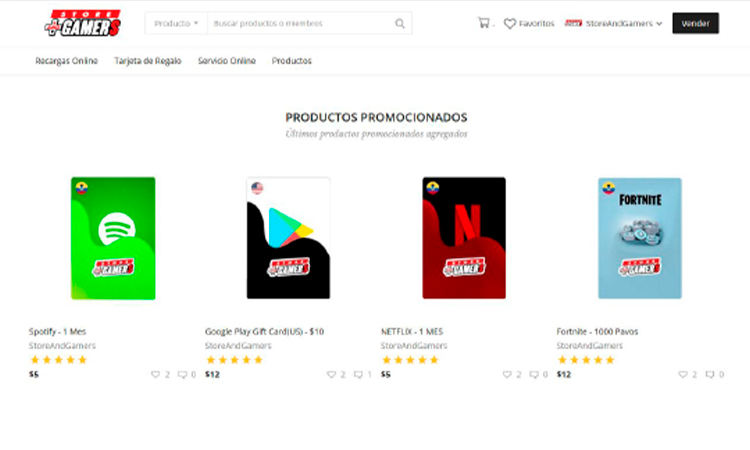 STORE
GAMERS
Producto
Buscar productos o miembros
Favoritos
StoreAndGamers
Vender
Recargas Online
Tarjeta de Regalo
Servicio Online
Productos
PRODUCTOS PROMOCIONADOS
Últimos productos promocionados agregados
STORE
GAMERS
STORE
GAMERS
N
STORE
GAMERS
FORTNITE
STORE
GAMERS
Spotify - 1 Mes
StoreAndGamers
$5
2
0
Google Play Gift Card(US) - $10
StoreAndGamers
$12
2
1
NETFLIX - 1 MES
StoreAndGamers
$5
2
0
Fortnite - 1000 Pavos
StoreAndGamers
$12
2
0